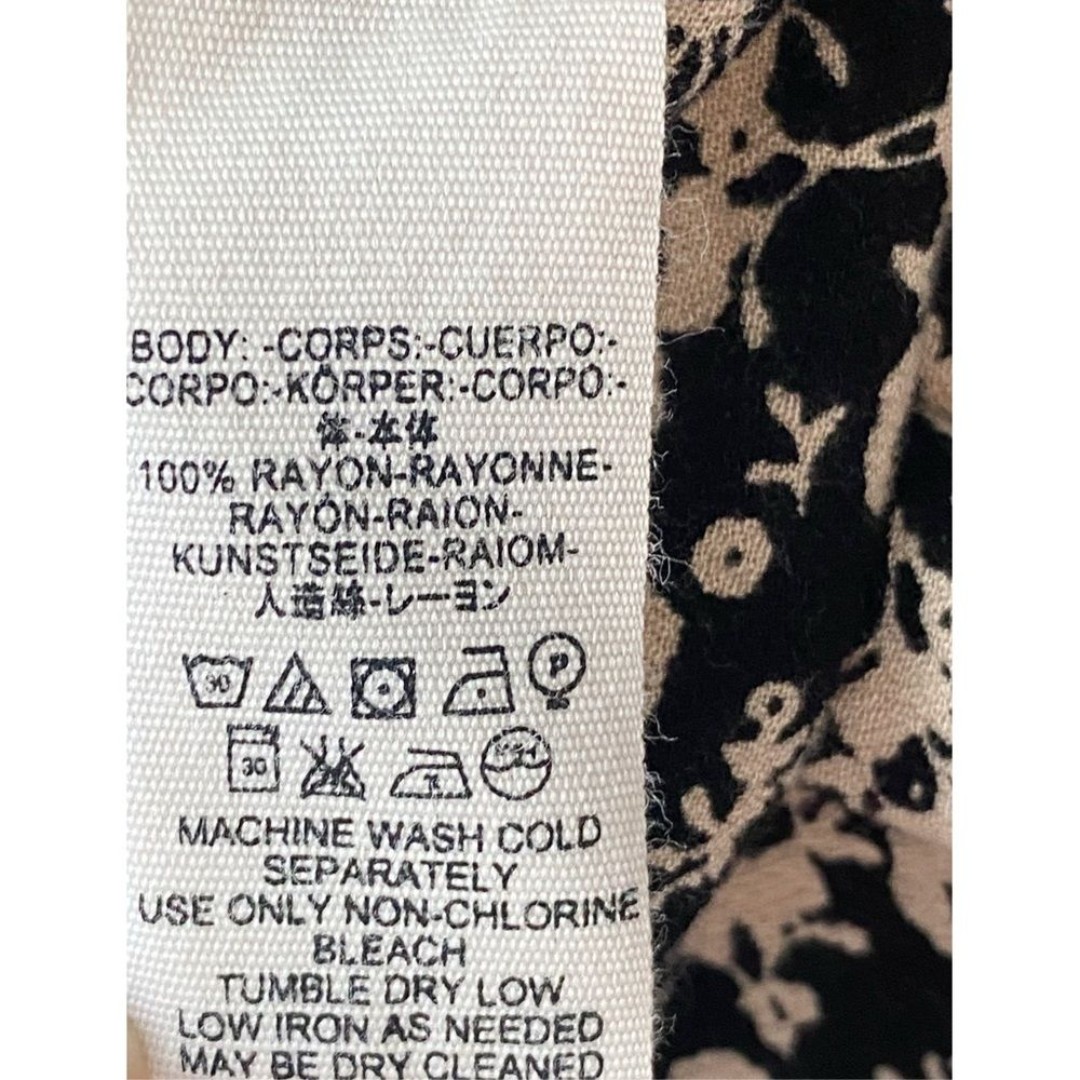 BODY: -CORPS:-CUERPO:-
CORPO:-KÖRPER:-CORPO:-
体-本体
100% RAYON-RAYONNE-
RAYÓN-RAION-
KUNSTSEIDE-RAIOM-
人造絲-レーヨン
30 P
30
MACHINE WASH COLD
SEPARATELY
USE ONLY NON-CHLORINE
BLEACH
TUMBLE DRY LOW
LOW IRON AS NEEDED
MAY BE DRY CLEANED